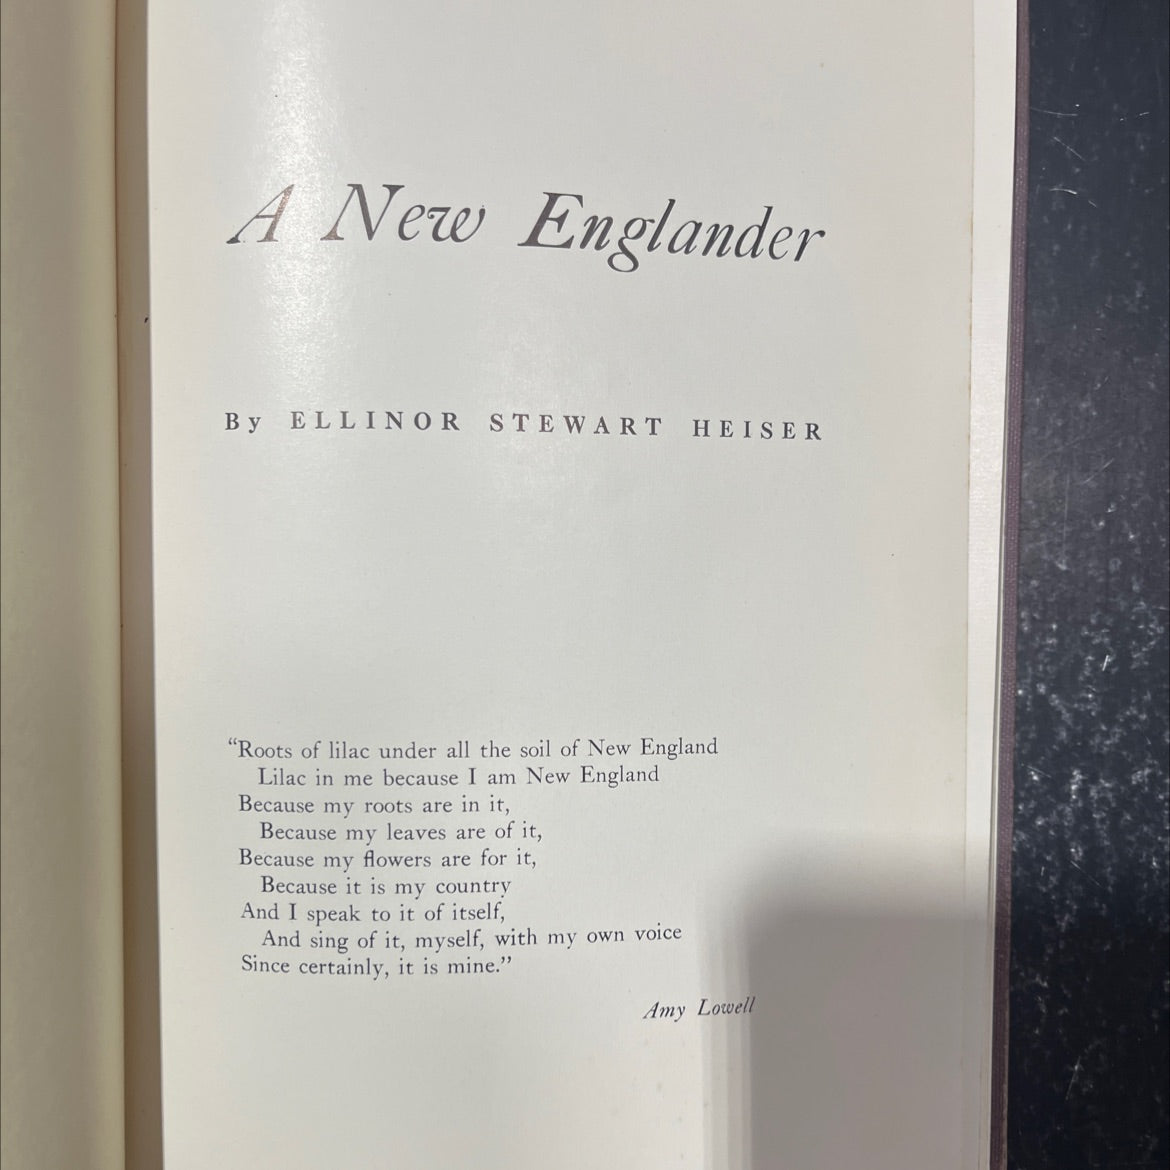 A New Englander
By ELLINOR STEWART HEISER
“Roots of lilac under all the soil of New England
Lilac in me because I am New England
Because my roots are in it,
Because my leaves are of it,
Because my flowers are for it,
Because it is my country
And I speak to it of itself,
And sing of it, myself, with my own voice
Since certainly, it is mine.”
Amy Lowell